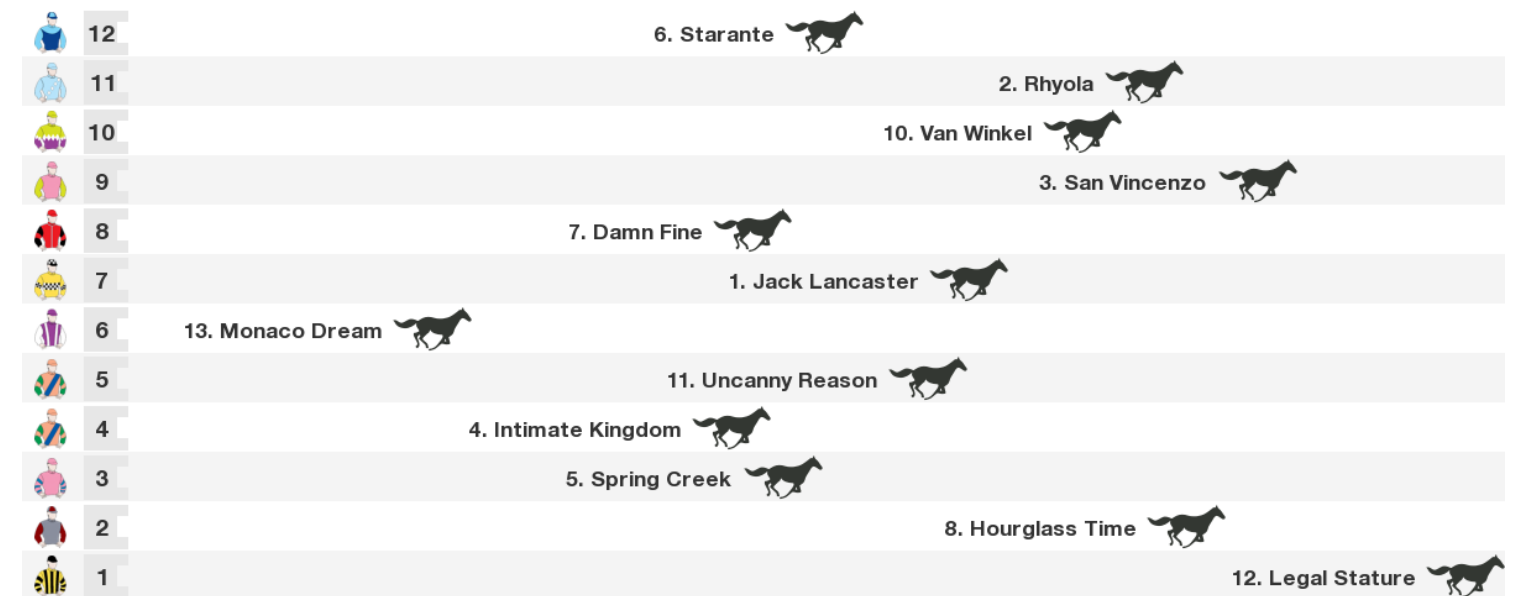 12 6. Starante
11 2. Rhyola
10 10. Van Winkel
9 3. San Vincenzo
8 7. Damn Fine
7 1. Jack Lancaster
6 13. Monaco Dream
5 11. Uncanny Reason
4 4. Intimate Kingdom
3 5. Spring Creek
2 8. Hourglass Time
1 12. Legal Stature